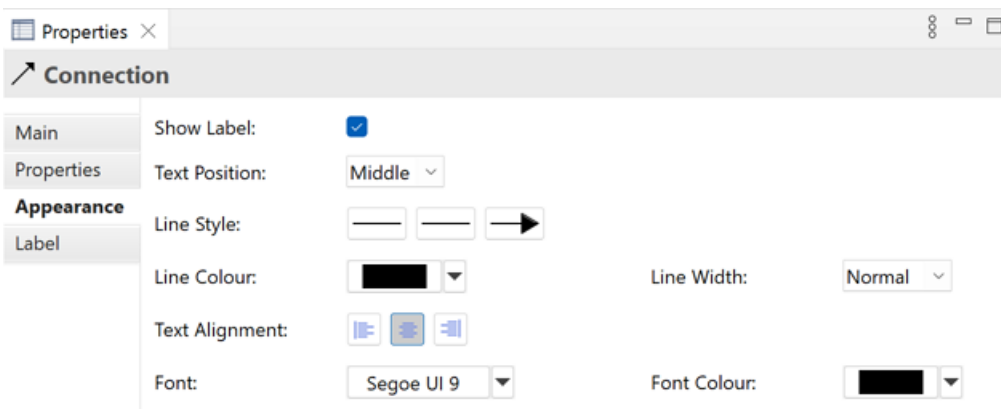 Properties
Connection
Main
Properties
Appearance
Label
Show Label:
Text Position: Middle
Line Style:
Line Colour: Line Width: Normal
Text Alignment:
Font: Segoe UI 9 Font Colour: